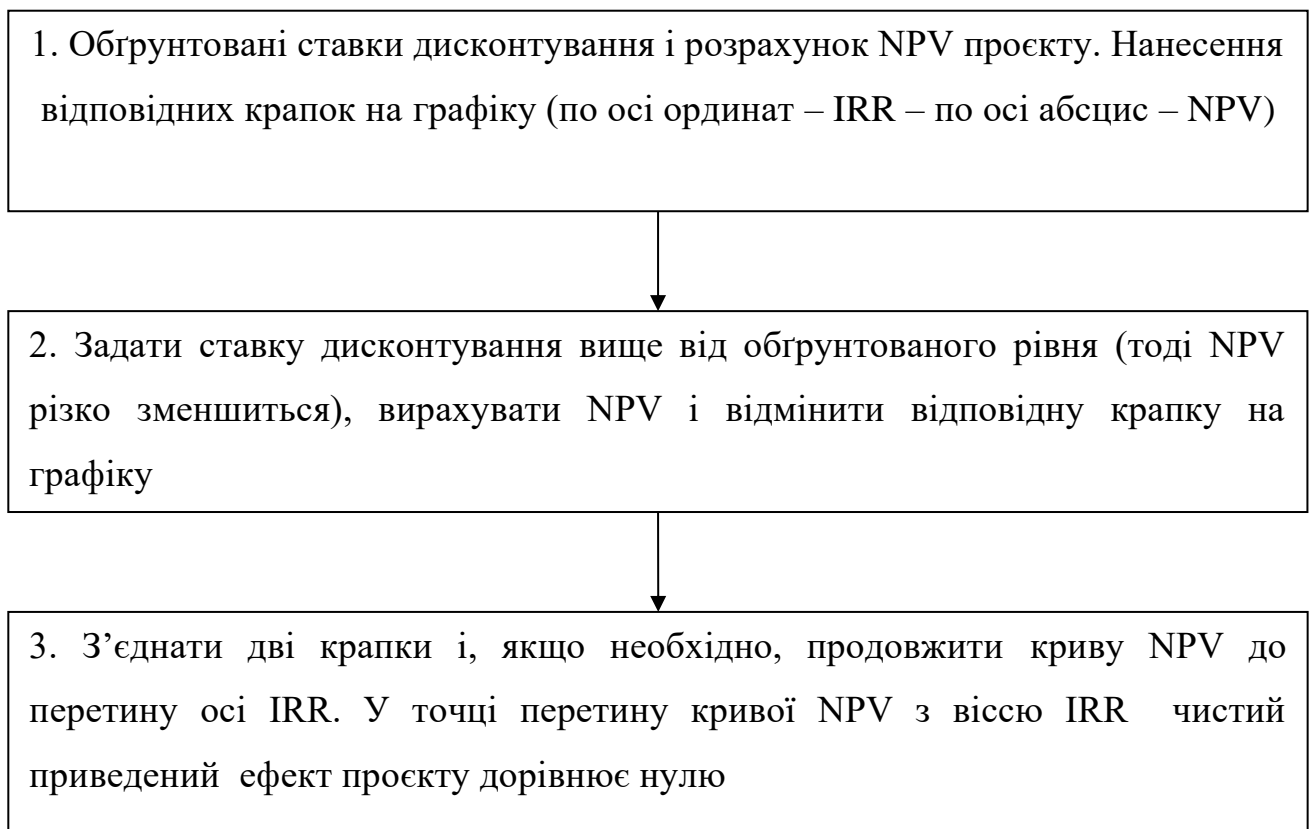 1. Обґрунтовані ставки дисконтування і розрахунок NPV проєкту. Нанесення
відповідних крапок на графіку (по осі ординат – IRR – по осі абсцис – NPV)
2. Задати ставку дисконтування вище від обґрунтованого рівня (тоді NPV
різко зменшиться), вирахувати NPV і відмінити відповідну крапку на
графіку
3. З’єднати дві крапки і, якщо необхідно, продовжити криву NPV до
перетину осі IRR. У точці перетину кривої NPV з віссю IRR чистий
приведений ефект проєкту дорівнює нулю